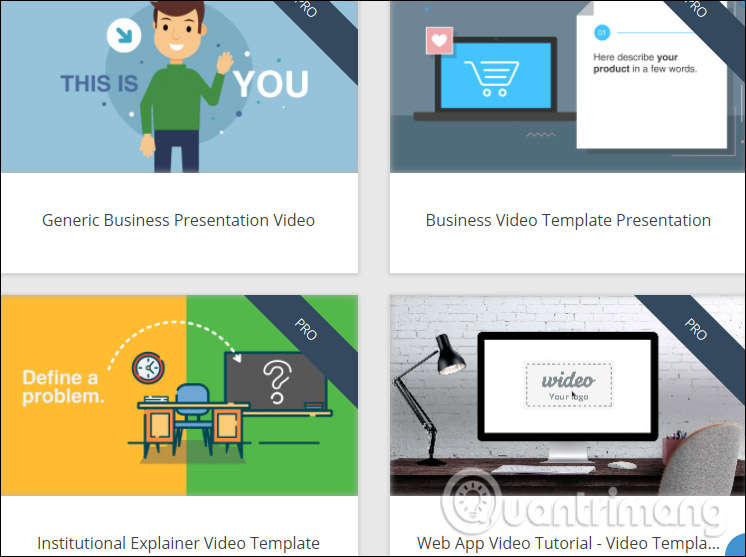 PRO
THIS IS YOU
PRO
01
Here describe your
product in a few words.
Generic Business Presentation Video
Business Video Template Presentation
PRO
Define a
problem.
PRO
wideo
Your logo
Quantrimang
Institutional Explainer Video Template
Web App Video Tutorial - Video Templa...